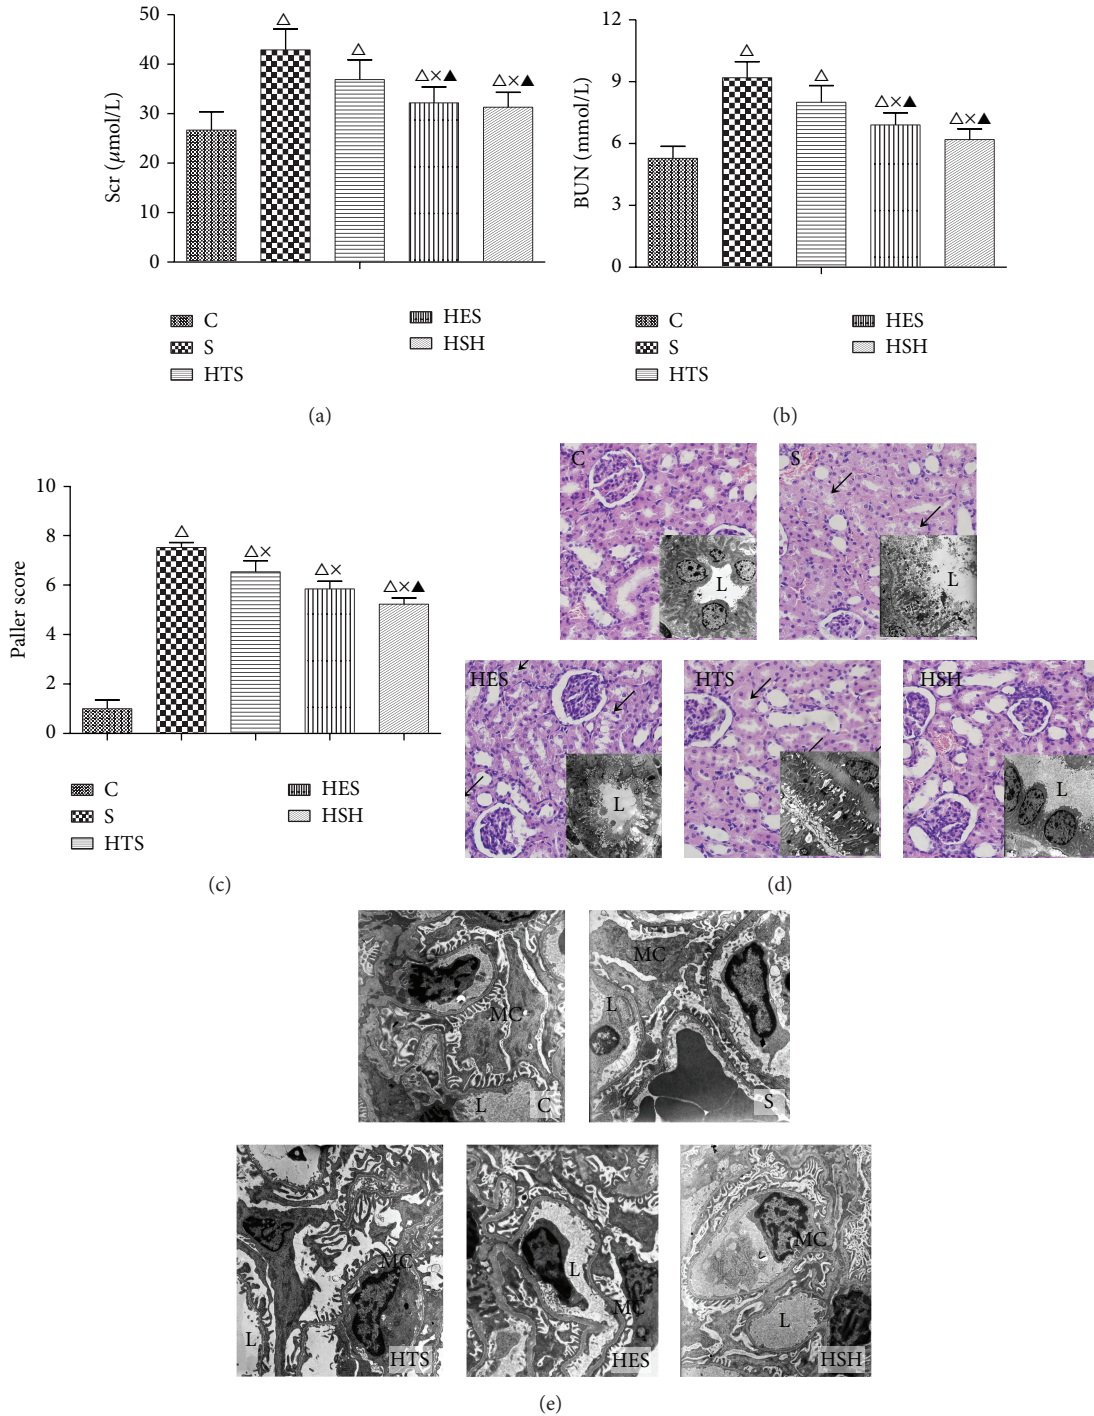 50
40
30
20
10
0
Scr (μmol/L)
△
△
△×▲
△×▲
C
S
HTS
HES
HSH
(a)
12
9
6
3
0
BUN (mmol/L)
△
△
△×▲
△×▲
C
S
HTS
HES
HSH
(b)
10
8
6
4
2
0
Paller score
△
△×
△×
△×▲
C
S
HTS
HES
HSH
(c)
C
L
S
L
HES
L
HTS
HSH
L
(d)
MC
L
C
MC
L
S
MC
L
HTS
L
MC
HES
MC
L
HSH
(e)